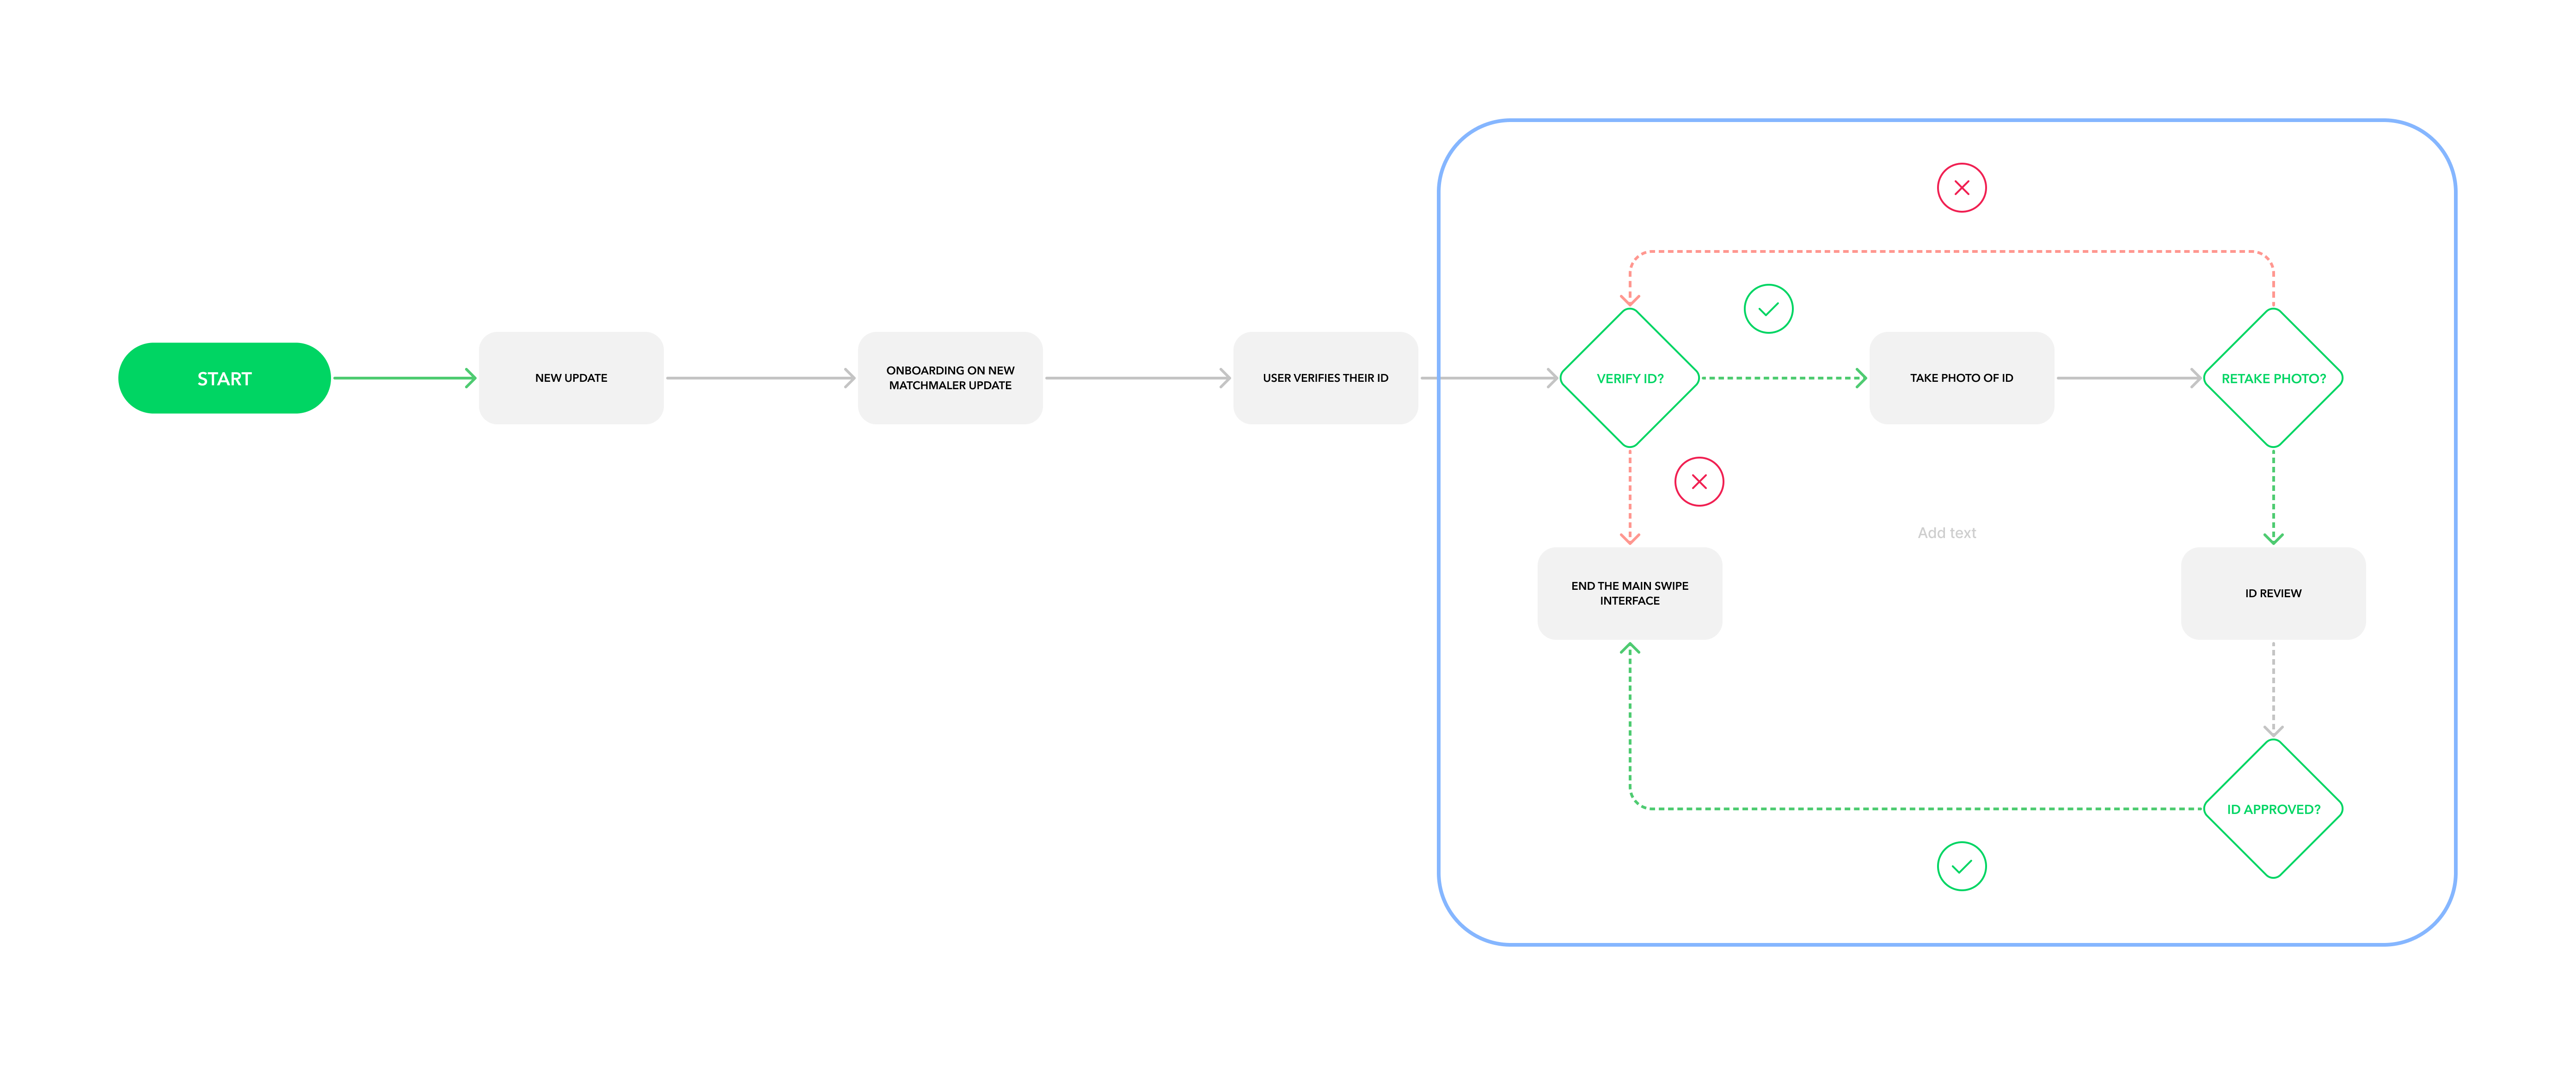 START
NEW UPDATE
ONBOARDING ON NEW
MATCHMALER UPDATE
USER VERIFIES THEIR ID
VERIFY ID?
TAKE PHOTO OF ID
RETAKE PHOTO?
Add text
END THE MAIN SWIPE
INTERFACE
ID REVIEW
ID APPROVED?